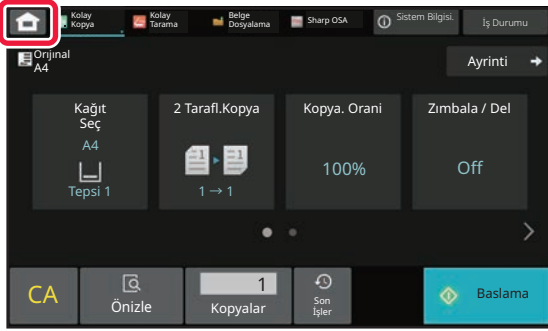 Kolay
Kopya
Kolay
Tarama
Belge
Dosyalama
Sharp OSA
Sistem Bilgisi.
İş Durumu
Orijinal
A4
Ayrinti
Kağıt
Seç
A4
Tepsi 1
2 Tarafl.Kopya
1 → 1
Kopya. Orani
100%
Zımbala / Del
Off
CA
Önizle
1
Kopyalar
Son
İşler
Baslama